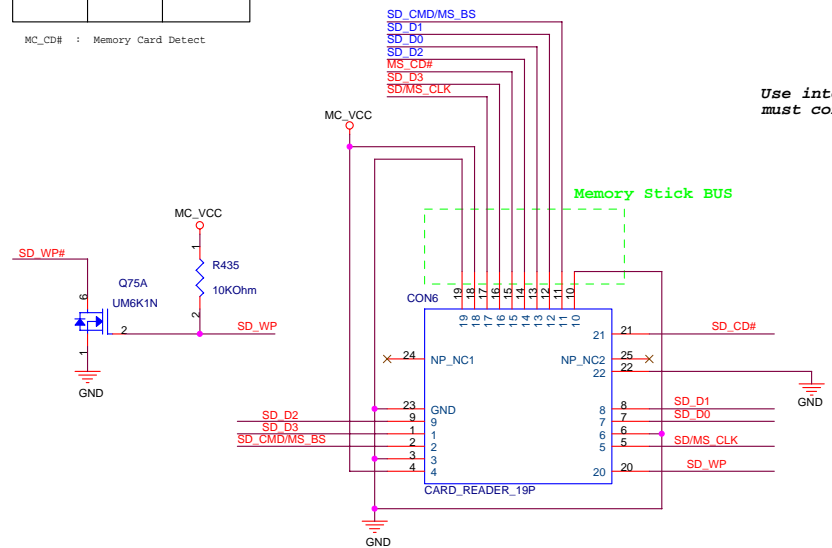 SD_CMD/MS_BS
SD_D1
SD_D0
SD_D2
MS_CD#
SD_D3
SD/MS_CLK
MC_CD# : Memory Card Detect
MC_VCC
Memory Stick BUS
MC_VCC
SD_WP#
1
R435
10KOhm
2
Q75A
UM6K1N
6
2
1
SD_WP
GND
CON6
19 18 17 16 15 14 13 12 11 10
19 18 17 16 15 14 13 12 11 10
21 21 SD_CD#
24 NP_NC1
NP_NC2 25
22 22
GND
23 GND
SD_D2 9 9
SD_D3 1 1
SD_CMD/MS_BS 2 2
3 3
4 4
8 8 SD_D1
7 7 SD_D0
6 6
5 5 SD/MS_CLK
20 20 SD_WP
CARD_READER_19P
GND
Use
must